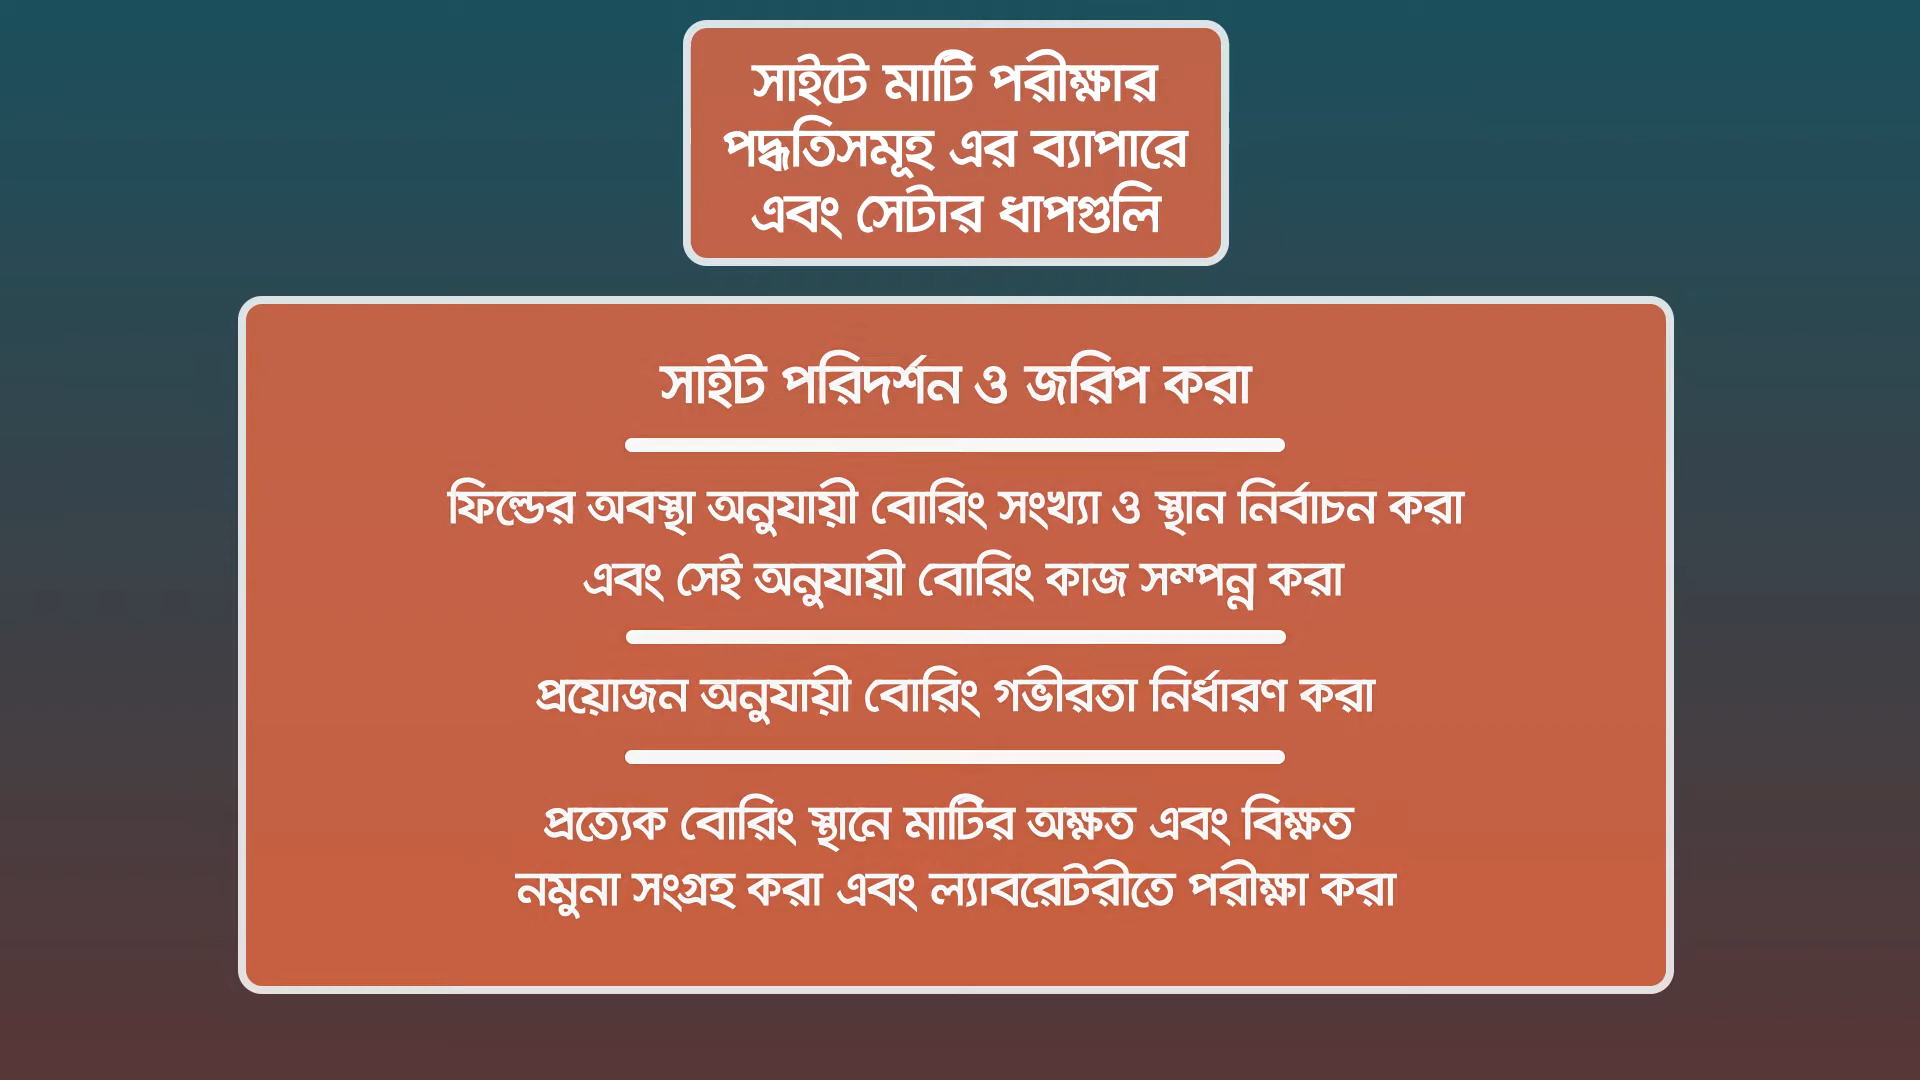 সাইটে মাটি পরীক্ষার
পদ্ধতিসমূহ এর ব্যাপারে
এবং সেটার ধাপগুলি
সাইট পরিদর্শন ও জরিপ করা
ফিল্ডের অবস্থা অনুযায়ী বোরিং সংখ্যা ও স্থান নির্বাচন করা
এবং সেই অনুযায়ী বোরিং কাজ সম্পন্ন করা
প্রয়োজন অনুযায়ী বোরিং গভীরতা নির্ধারণ করা
প্রত্যেক বোরিং স্থানে মাটির অক্ষত এবং বিক্ষত
নমুনা সংগ্রহ করা এবং ল্যাবরেটরীতে পরীক্ষা করা